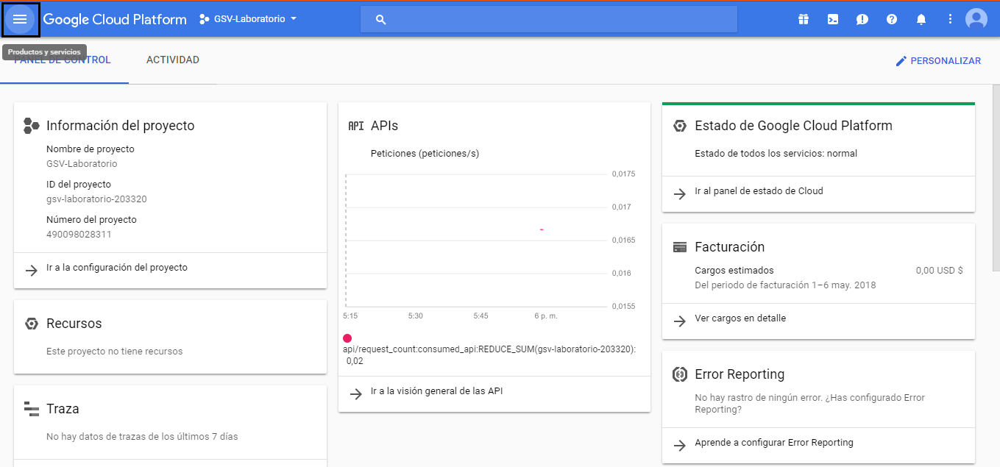 Google Cloud Platform
GSV-Laboratorio
Productos y servicios
PANEL DE CONTROL
ACTIVIDAD
PERSONALIZAR
Información del proyecto
Nombre de proyecto
GSV-Laboratorio
ID del proyecto
gsv-laboratorio-203320
Número del proyecto
490098028311
Ir a la configuración del proyecto
Recursos
Este proyecto no tiene recursos
Traza
No hay datos de trazas de los últimos 7 días
API APIs
Peticiones (peticiones/s)
0,0175
0,017
0,0165
0,016
0,0155
5:15 5:30 5:45 6 p. m.
api/request_count:consumed_api:REDUCE_SUM(gsv-laboratorio-203320):
0,02
Ir a la visión general de las API
Estado de Google Cloud Platform
Estado de todos los servicios: normal
Ir al panel de estado de Cloud
Facturación
Cargos estimados 0,00 USD $
Del periodo de facturación 1–6 may. 2018
Ver cargos en detalle
Error Reporting
No hay rastro de ningún error. ¿Has configurado Error
Reporting?
Aprende a configurar Error Reporting